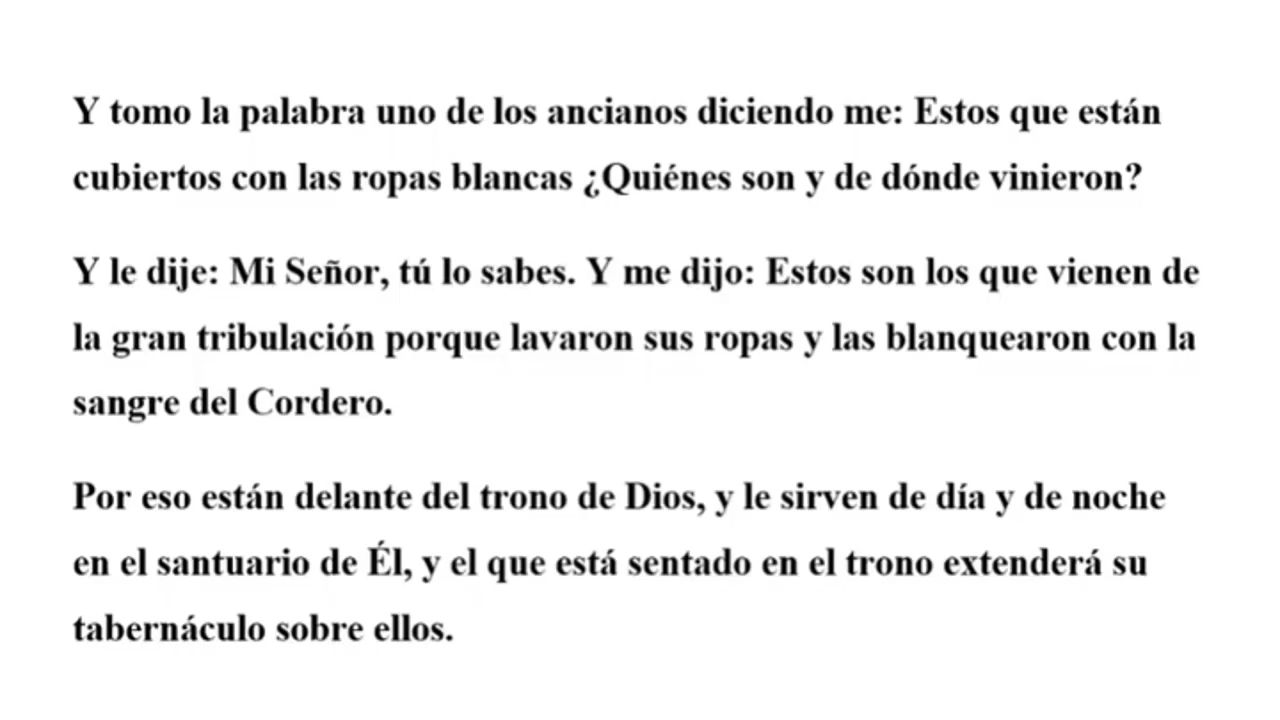 Y tomo la palabra uno de los ancianos diciendo me: Estos que están
cubiertos con las ropas blancas ¿Quiénes son y de dónde vinieron?
Y le dije: Mi Señor, tú lo sabes. Y me dijo: Estos son los que vienen de
la gran tribulación porque lavaron sus ropas y las blanquearon con la
sangre del Cordero.
Por eso están delante del trono de Dios, y le sirven de día y de noche
en el santuario de Él, y el que está sentado en el trono extenderá su
tabernáculo sobre ellos.